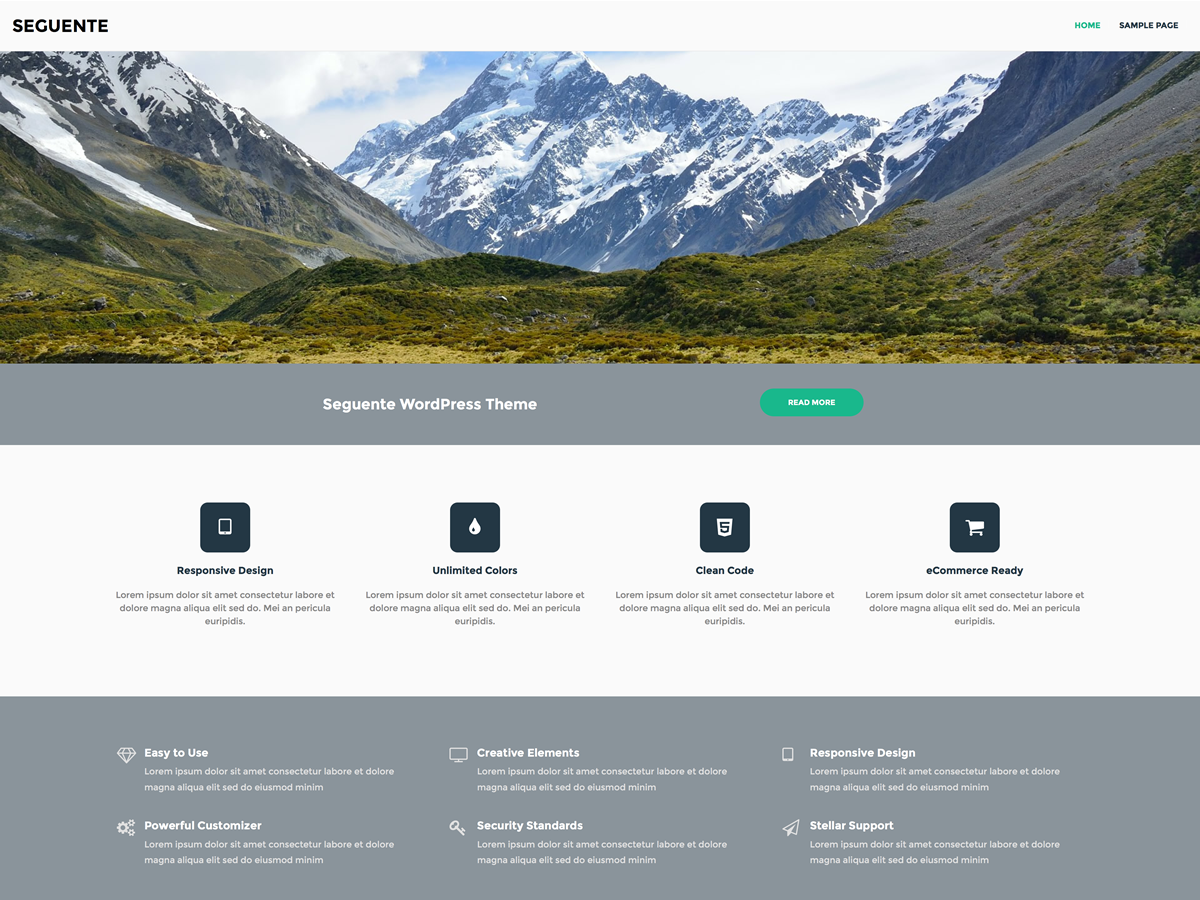 SEGUENTE
HOME SAMPLE PAGE
Seguente WordPress Theme
READ MORE
Responsive Design
Lorem ipsum dolor sit amet consectetur labore et
dolore magna aliqua elit sed do. Mei an pericula
euripidis.
Unlimited Colors
Lorem ipsum dolor sit amet consectetur labore et
dolore magna aliqua elit sed do. Mei an pericula
euripidis.
Clean Code
Lorem ipsum dolor sit amet consectetur labore et
dolore magna aliqua elit sed do. Mei an pericula
euripidis.
eCommerce Ready
Lorem ipsum dolor sit amet consectetur labore et
dolore magna aliqua elit sed do. Mei an pericula
euripidis.
Easy to Use
Lorem ipsum dolor sit amet consectetur labore et dolore
magna aliqua elit sed do eiusmod minim
Creative Elements
Lorem ipsum dolor sit amet consectetur labore et dolore
magna aliqua elit sed do eiusmod minim
Responsive Design
Lorem ipsum dolor sit amet consectetur labore et dolore
magna aliqua elit sed do eiusmod minim
Powerful Customizer
Lorem ipsum dolor sit amet consectetur labore et dolore
magna aliqua elit sed do eiusmod minim
Security Standards
Lorem ipsum dolor sit amet consectetur labore et dolore
magna aliqua elit sed do eiusmod minim
Stellar Support
Lorem ipsum dolor sit amet consectetur labore et dolore
magna aliqua elit sed do eiusmod minim